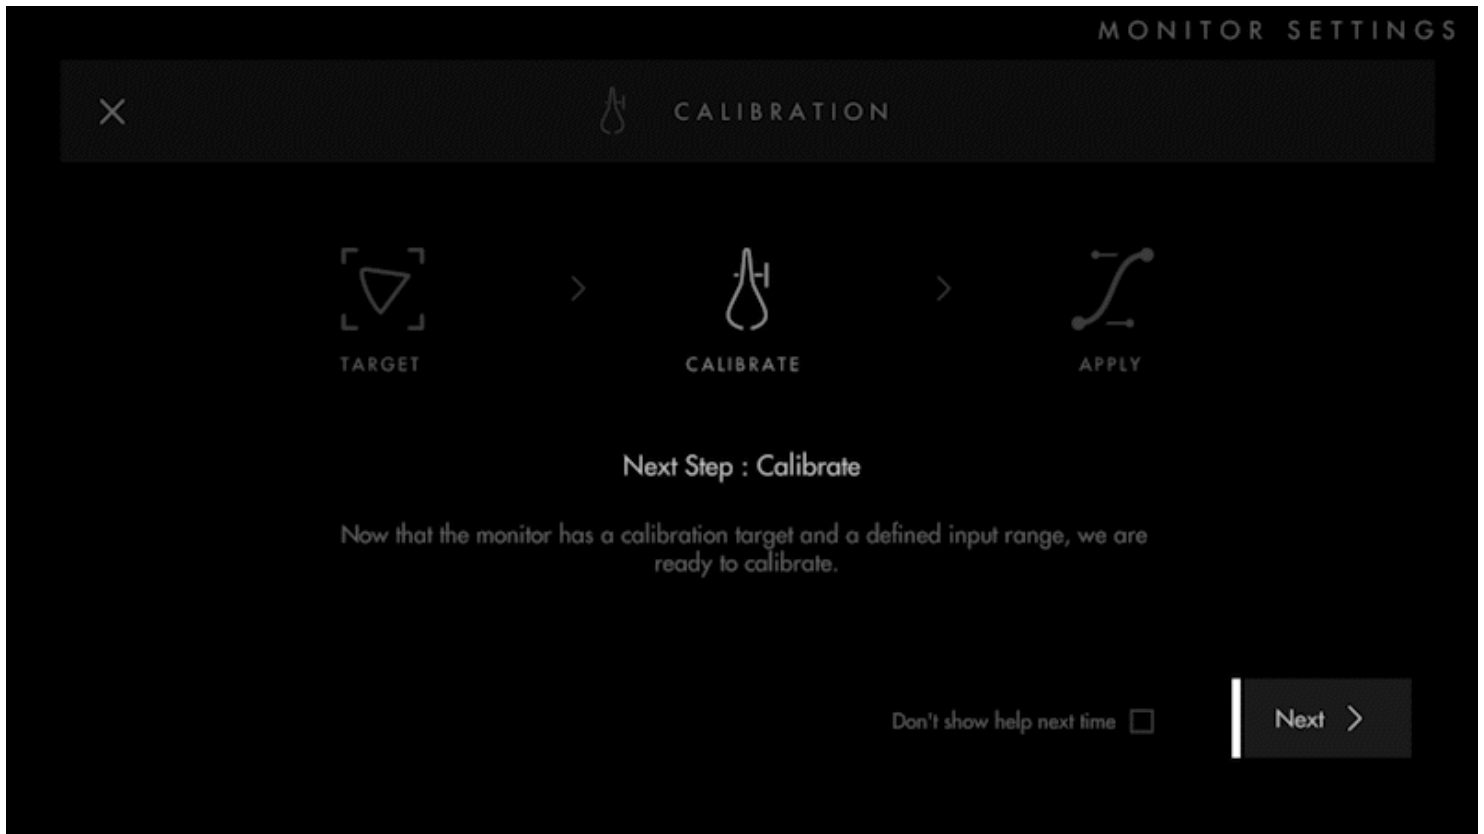 MONITOR SETTINGS
CALIBRATION
TARGET
CALIBRATE
APPLY
Next Step : Calibrate
Now that the monitor has a calibration target and a defined input range, we are
ready to calibrate.
Don't show help next time
Next